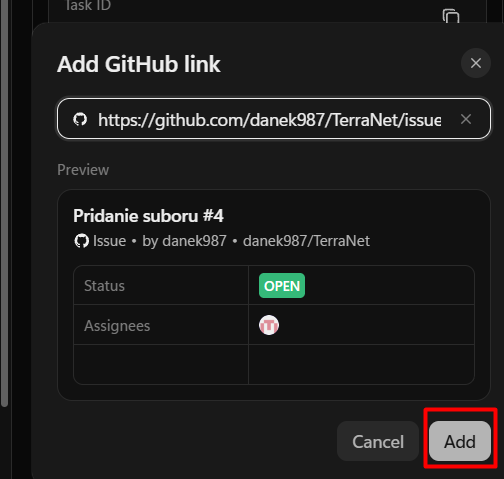 Task ID
Add GitHub link
https://github.com/danek987/TerraNet/issue
Preview
Pridanie suboru #4
Issue • by danek987 • danek987/TerraNet
Status
OPEN
Assignees
Cancel
Add